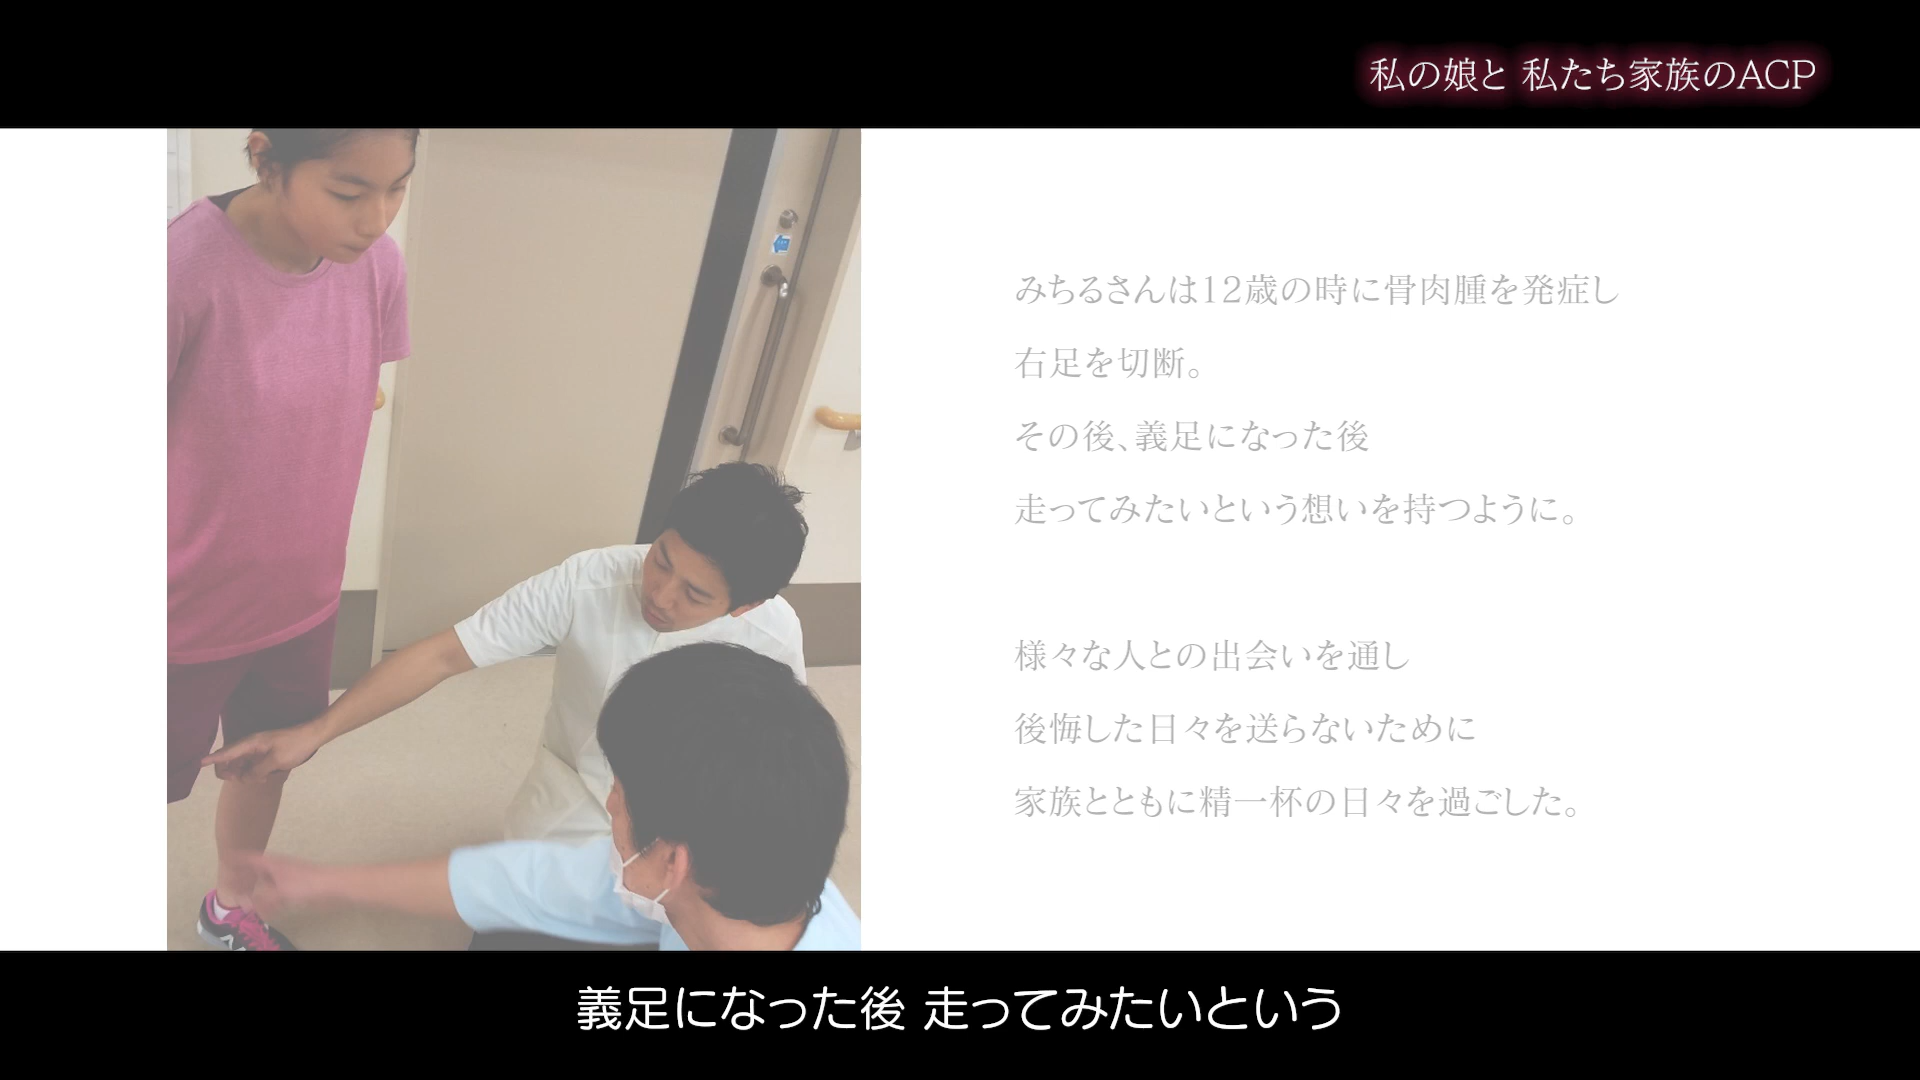 私の娘と 私たち家族のACP
みちるさんは12歳の時に骨肉腫を発症し
右足を切断。
その後、義足になった後
走ってみたいという想いを持つように。
様々な人との出会いを通し
後悔した日々を送らないために
家族とともに精一杯の日々を過ごした。
義足になった後 走ってみたいという